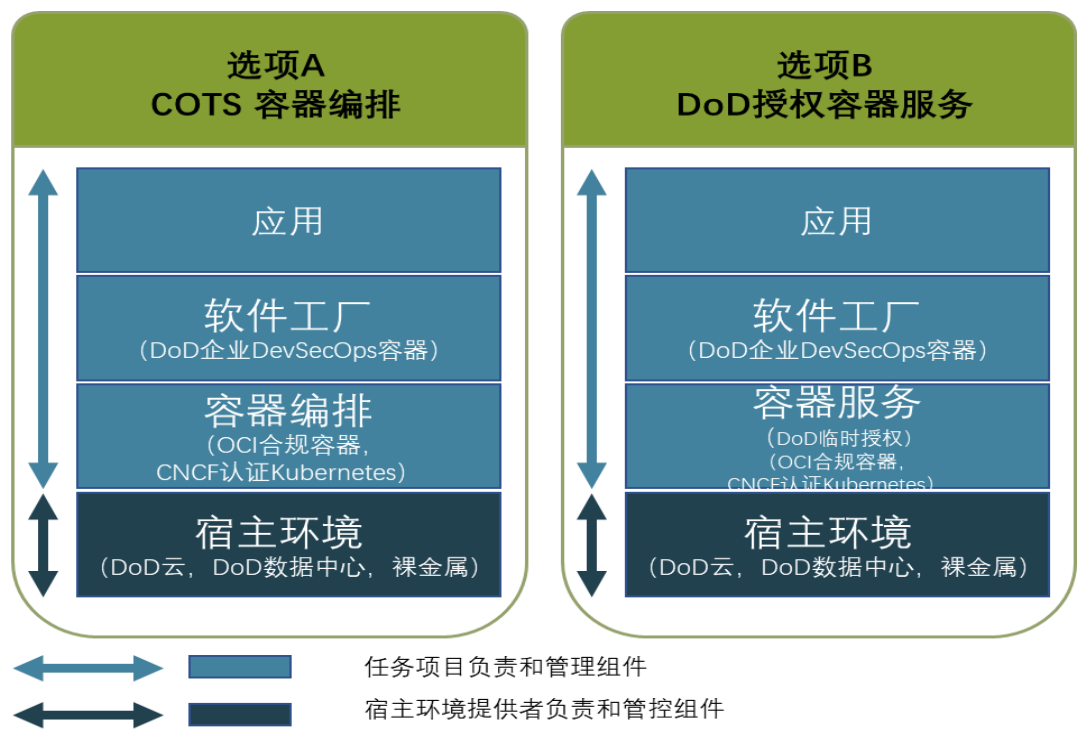 选项A
COTS 容器编排
应用
软件工厂
（DoD企业DevSecOps容器）
容器编排
（OCI合规容器，
CNCF认证Kubernetes）
宿主环境
（DoD云，DoD数据中心，裸金属）
选项B
DoD授权容器服务
应用
软件工厂
（DoD企业DevSecOps容器）
容器服务
（DoD临时授权）
（OCI合规容器，
CNCF认证Kubernetes）
宿主环境
（DoD云，DoD数据中心，裸金属）
任务项目负责和管理组件
宿主环境提供者负责和管控组件